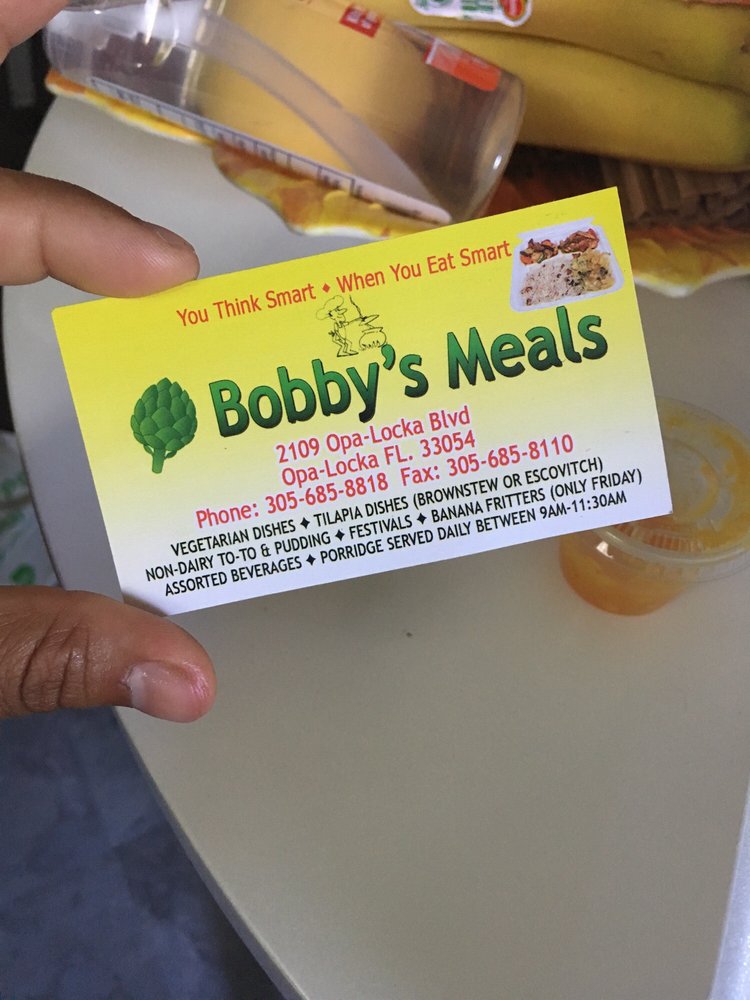 You Think Smart ♦ When You Eat Smart
Bobby's Meals
2109 Opa-Locka Blvd
Opa-Locka FL. 33054
Phone: 305-685-8818 Fax: 305-685-8110
VEGETARIAN DISHES ♦ TILAPIA DISHES (BROWNSTEW OR ESCOVITCH)
NON-DAIRY TO-TO & PUDDING ♦ FESTIVALS ♦ BANANA FRITTERS (ONLY FRIDAY)
ASSORTED BEVERAGES ♦ PORRIDGE SERVED DAILY BETWEEN 9AM-11:30AM